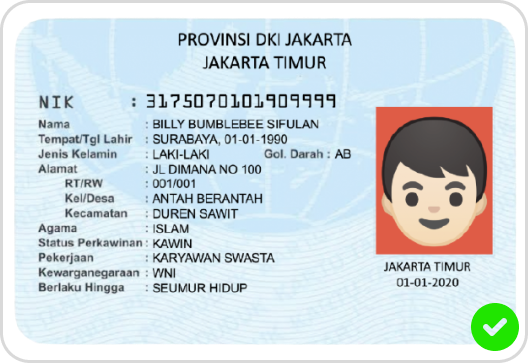 PROVINSI DKI JAKARTA
JAKARTA TIMUR
NIK : 3175070101909999
Nama : BILLY BUMBLEBEE SIFULAN
Tempat/Tgl Lahir : SURABAYA, 01-01-1990
Jenis Kelamin : LAKI-LAKI Gol. Darah : AB
Alamat : JL DIMANA NO 100
RT/RW : 001/001
Kel/Desa : ANTAH BERANTAH
Kecamatan : DUREN SAWIT
Agama : ISLAM
Status Perkawinan : KAWIN
Pekerjaan : KARYAWAN SWASTA
Kewarganegaraan : WNI
Berlaku Hingga : SEUMUR HIDUP
JAKARTA TIMUR
01-01-2020